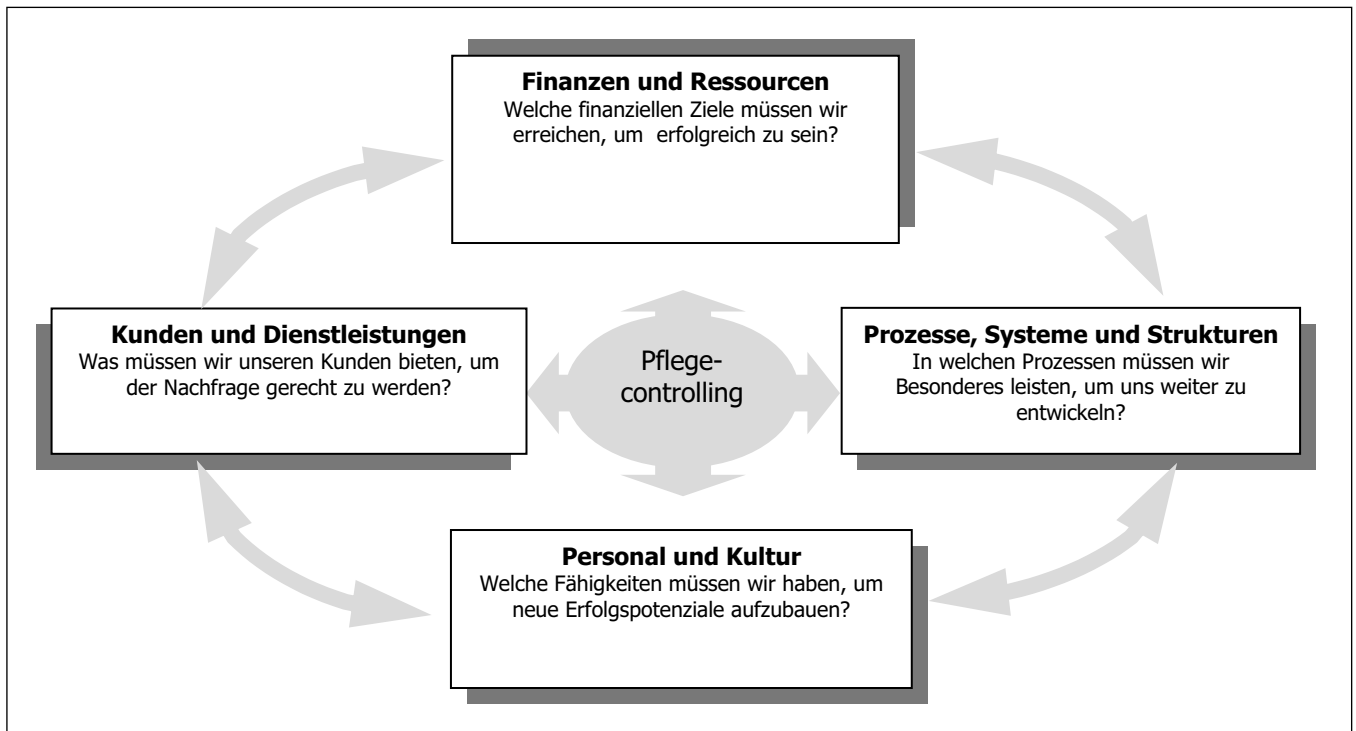 Finanzen und Ressourcen
Welche finanziellen Ziele müssen wir
erreichen, um  erfolgreich zu sein?
Kunden und Dienstleistungen
Was müssen wir unseren Kunden bieten, um
der Nachfrage gerecht zu werden?
Pflege-
controlling
Prozesse, Systeme und Strukturen
In welchen Prozessen müssen wir
Besonderes leisten, um uns weiter zu
entwickeln?
Personal und Kultur
Welche Fähigkeiten müssen wir haben, um
neue Erfolgspotenziale aufzubauen?